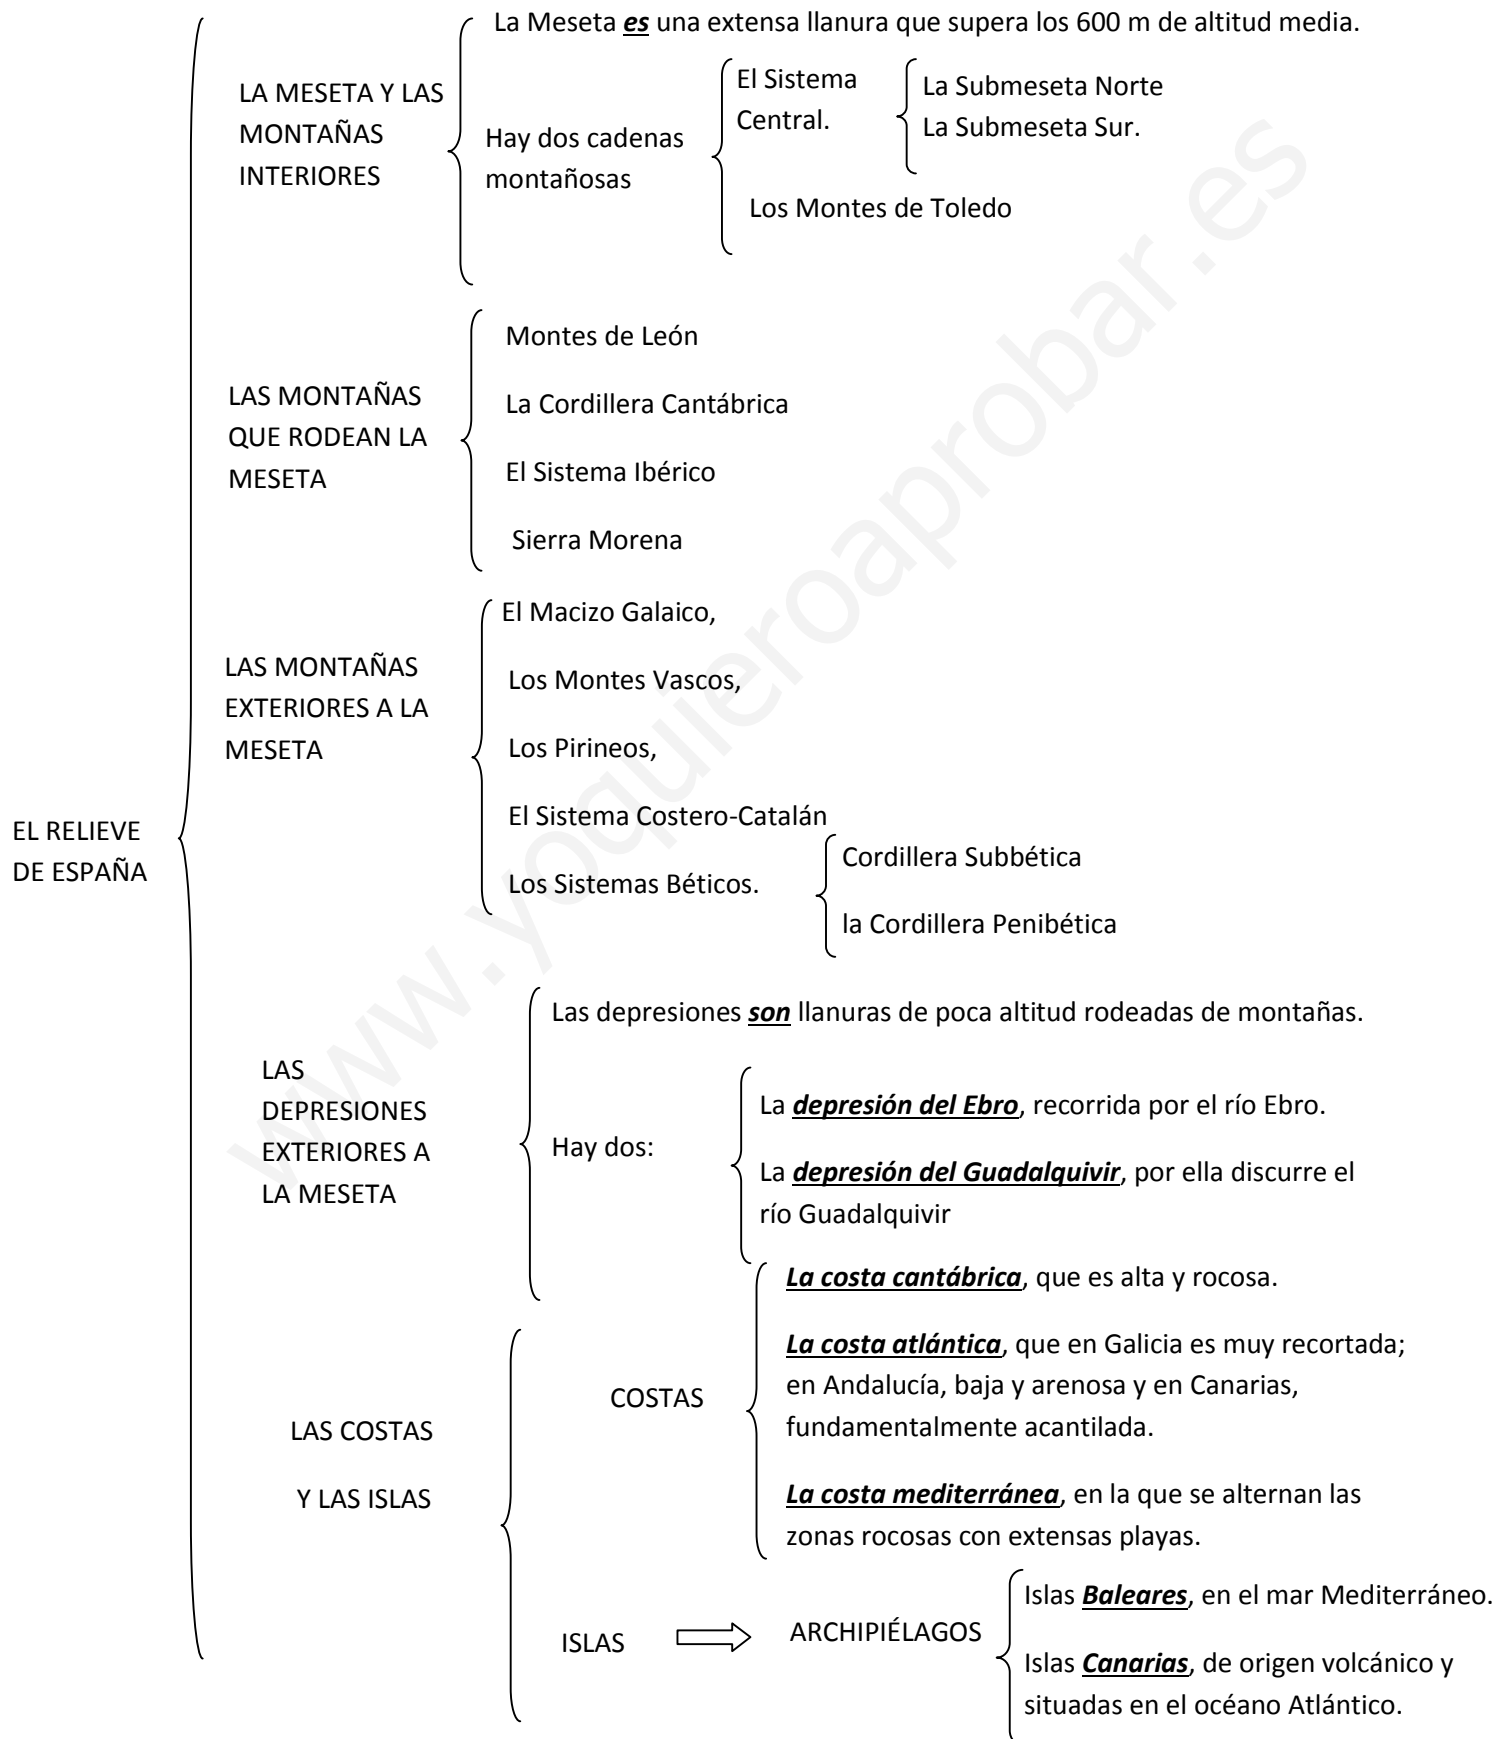 La Meseta es una extensa llanura que supera los 600 m de altitud media.
LA MESETA Y LAS
MONTAÑAS
INTERIORES
Hay dos cadenas
montañosas
El Sistema
Central.
La Submeseta Norte
La Submeseta Sur.
Los Montes de Toledo
LAS MONTAÑAS
QUE RODEAN LA
MESETA
Montes de León
La Cordillera Cantábrica
El Sistema Ibérico
Sierra Morena
LAS MONTAÑAS
EXTERIORES A LA
MESETA
El Macizo Galaico,
Los Montes Vascos,
Los Pirineos,
El Sistema Costero-Catalán
Los Sistemas Béticos.
Cordillera Subbética
la Cordillera Penibética
EL RELIEVE
DE ESPAÑA
LAS
DEPRESIONES
EXTERIORES A
LA MESETA
Las depresiones son llanuras de poca altitud rodeadas de montañas.
Hay dos:
La depresión del Ebro, recorrida por el río Ebro.
La depresión del Guadalquivir, por ella discurre el
río Guadalquivir
LAS COSTAS
Y LAS ISLAS
COSTAS
La costa cantábrica, que es alta y rocosa.
La costa atlántica, que en Galicia es muy recortada;
en Andalucía, baja y arenosa y en Canarias,
fundamentalmente acantilada.
La costa mediterránea, en la que se alternan las
zonas rocosas con extensas playas.
ISLAS
ARCHIPIÉLAGOS
Islas Baleares, en el mar Mediterráneo.
Islas Canarias, de origen volcánico y
situadas en el océano Atlántico.
www.yoquieroaprobar.es